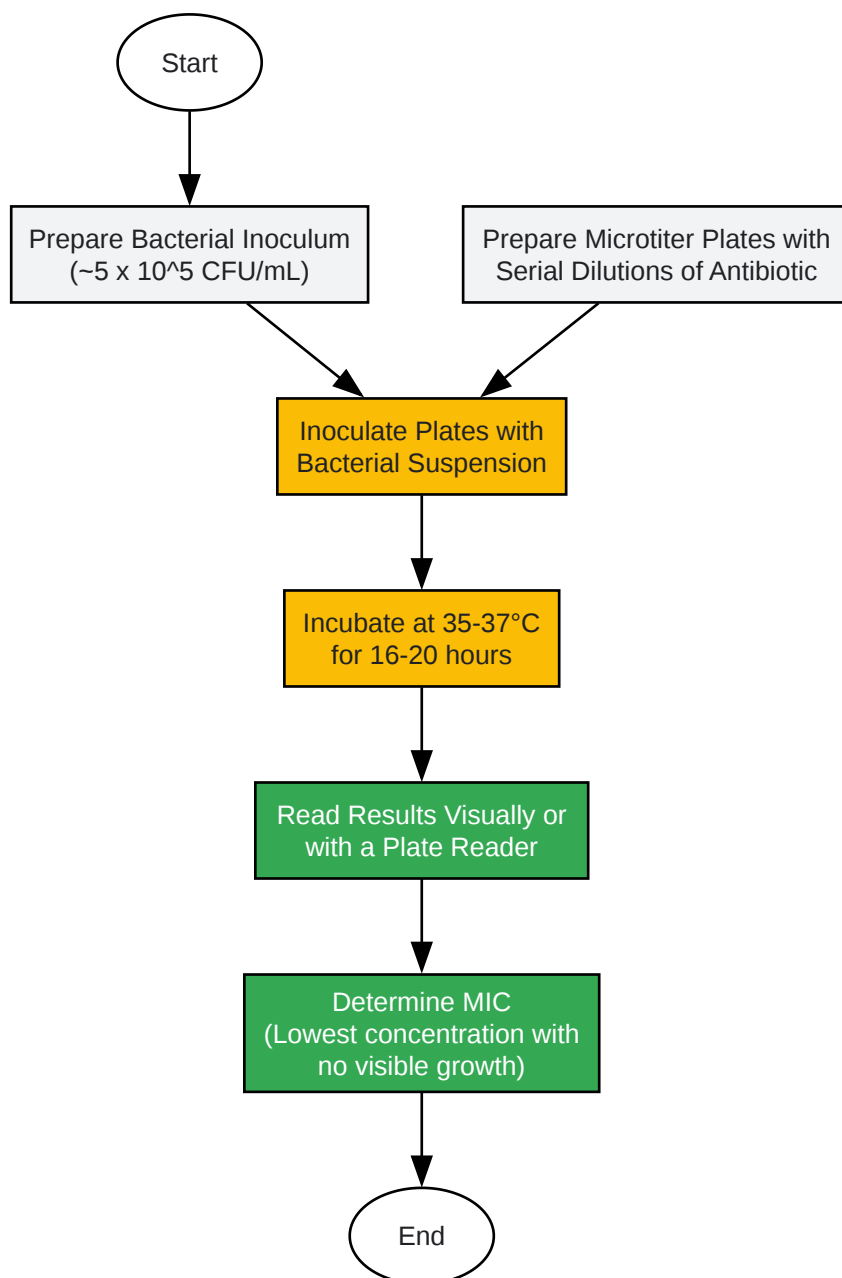 Start
Prepare Bacterial Inoculum
(~5 x 10^5 CFU/mL)
Prepare Microtiter Plates with
Serial Dilutions of Antibiotic
Inoculate Plates with
Bacterial Suspension
Incubate at 35-37°C
for 16-20 hours
Read Results Visually or
with a Plate Reader
Determine MIC
(Lowest concentration with
no visible growth)
End